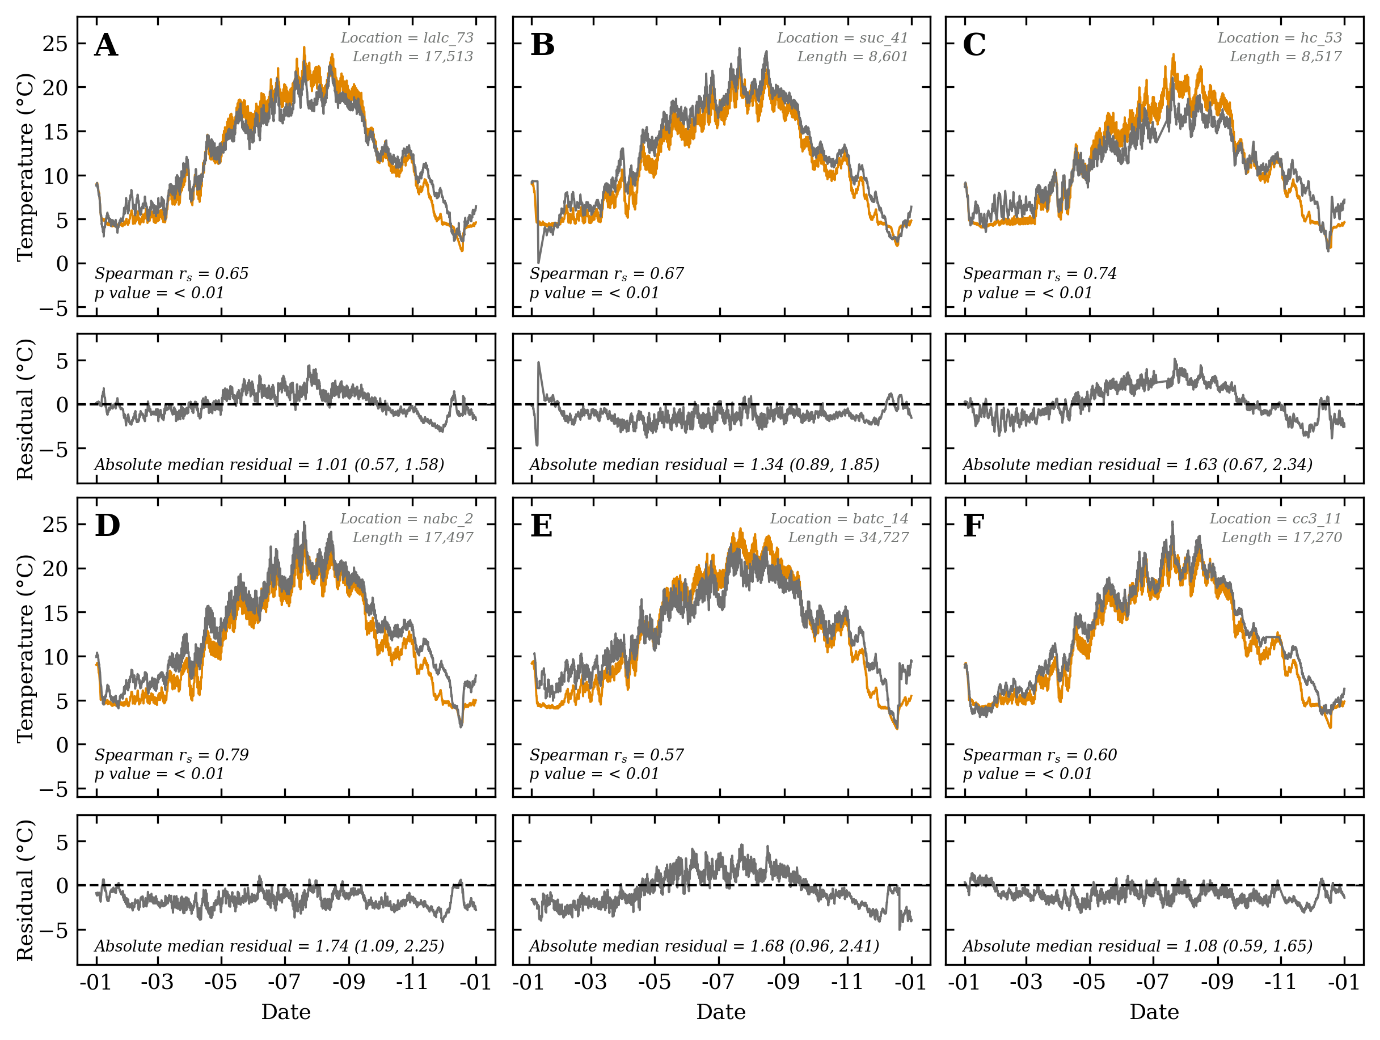 A
Location = lalc_73
Length = 17,513
B
Location = suc_41
Length = 8,601
C
Location = hc_53
Length = 8,517
Temperature (°C)
25
20
15
10
5
0
−5
Spearman rₛ = 0.65
p value = < 0.01
Spearman rₛ = 0.67
p value = < 0.01
Spearman rₛ = 0.74
p value = < 0.01
Residual (°C)
5
0
−5
Absolute median residual = 1.01 (0.57, 1.58)
Absolute median residual = 1.34 (0.89, 1.85)
Absolute median residual = 1.63 (0.67, 2.34)
D
Location = nabc_2
Length = 17,497
E
Location = batc_14
Length = 34,727
F
Location = cc3_11
Length = 17,270
Temperature (°C)
25
20
15
10
5
0
−5
Spearman rₛ = 0.79
p value = < 0.01
Spearman rₛ = 0.57
p value = < 0.01
Spearman rₛ = 0.60
p value = < 0.01
Residual (°C)
5
0
−5
Absolute median residual = 1.74 (1.09, 2.25)
Absolute median residual = 1.68 (0.96, 2.41)
Absolute median residual = 1.08 (0.59, 1.65)
-01 -03 -05 -07 -09 -11 -01
-01 -03 -05 -07 -09 -11 -01
-01 -03 -05 -07 -09 -11 -01
Date
Date
Date